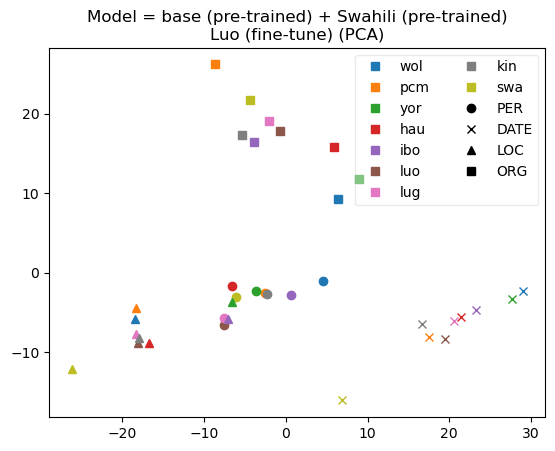 Model = base (pre-trained) + Swahili (pre-trained)
Luo (fine-tune) (PCA)
wol
pcm
yor
hau
ibo
luo
lug
kin
swa
PER
DATE
LOC
ORG
20
10
0
−10
−20
−10
0
10
20
30